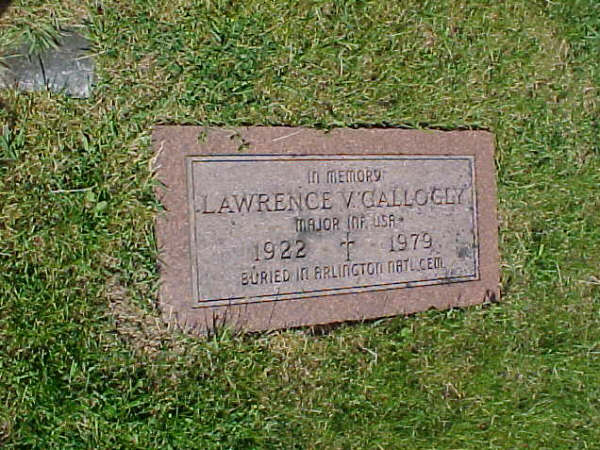 IN MEMORY
LAWRENCE V. GALLOGLY
MAJOR INF. USA
1922 † 1979
BURIED IN ARLINGTON NATL. CEM.